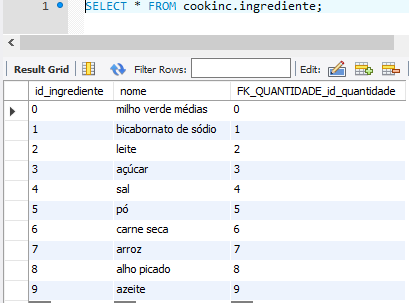 1 SELECT * FROM cookinc.ingrediente;
Result Grid Filter Rows: Edit:
id_ingrediente nome FK_QUANTIDADE_id_quantidade
0 milho verde médias 0
1 bicabornato de sódio 1
2 leite 2
3 açúcar 3
4 sal 4
5 pó 5
6 carne seca 6
7 arroz 7
8 alho picado 8
9 azeite 9